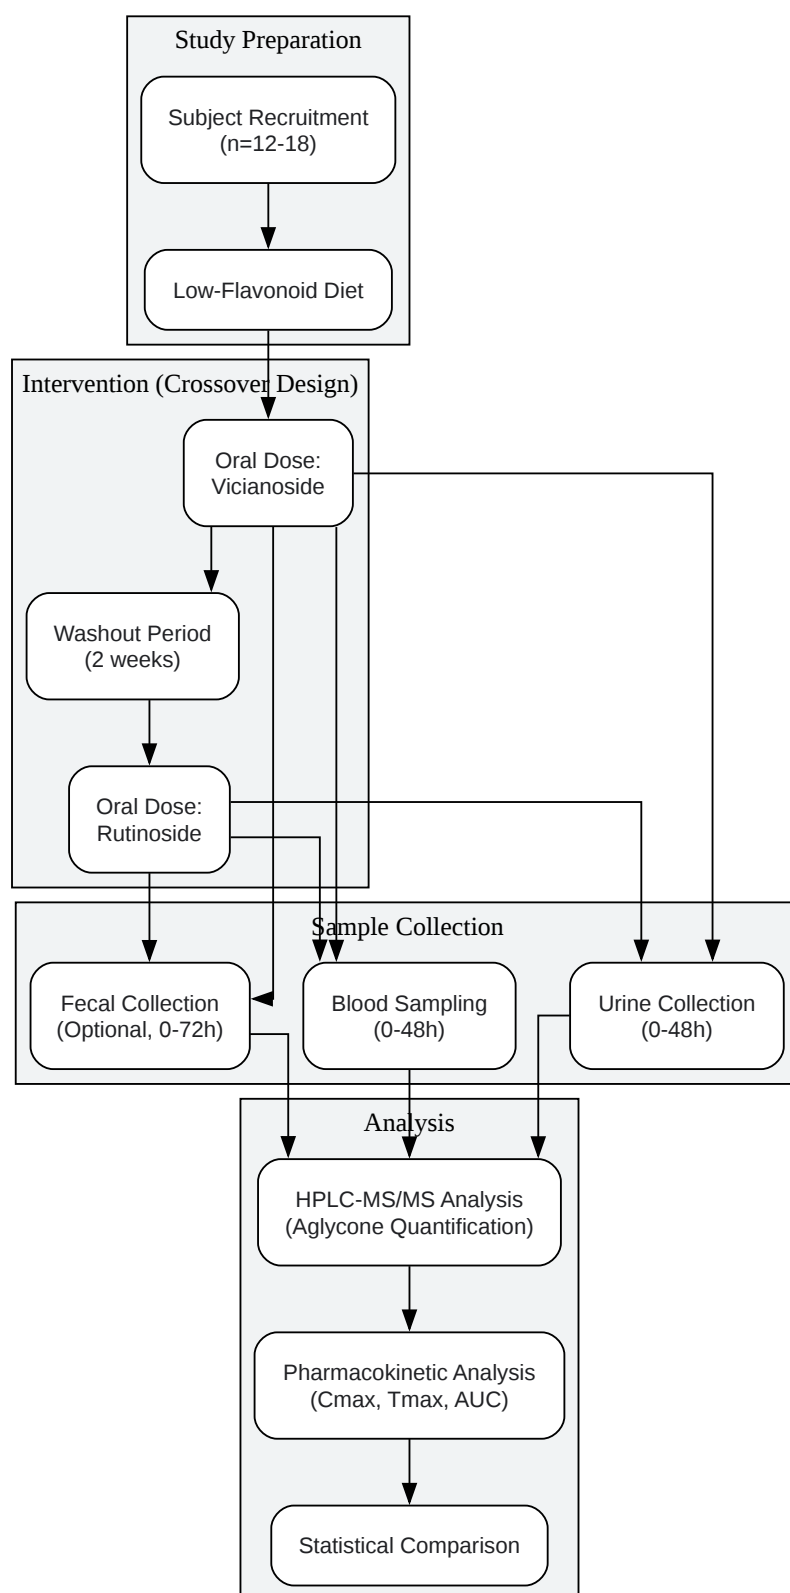 Study Preparation
Subject Recruitment
(n=12-18)
Low-Flavonoid Diet
Intervention (Crossover Design)
Oral Dose:
Vicianoside
Washout Period
(2 weeks)
Oral Dose:
Rutinoside
Sample Collection
Fecal Collection
(Optional, 0-72h)
Blood Sampling
(0-48h)
Urine Collection
(0-48h)
Analysis
HPLC-MS/MS Analysis
(Aglycone Quantification)
Pharmacokinetic Analysis
(Cmax, Tmax, AUC)
Statistical Comparison